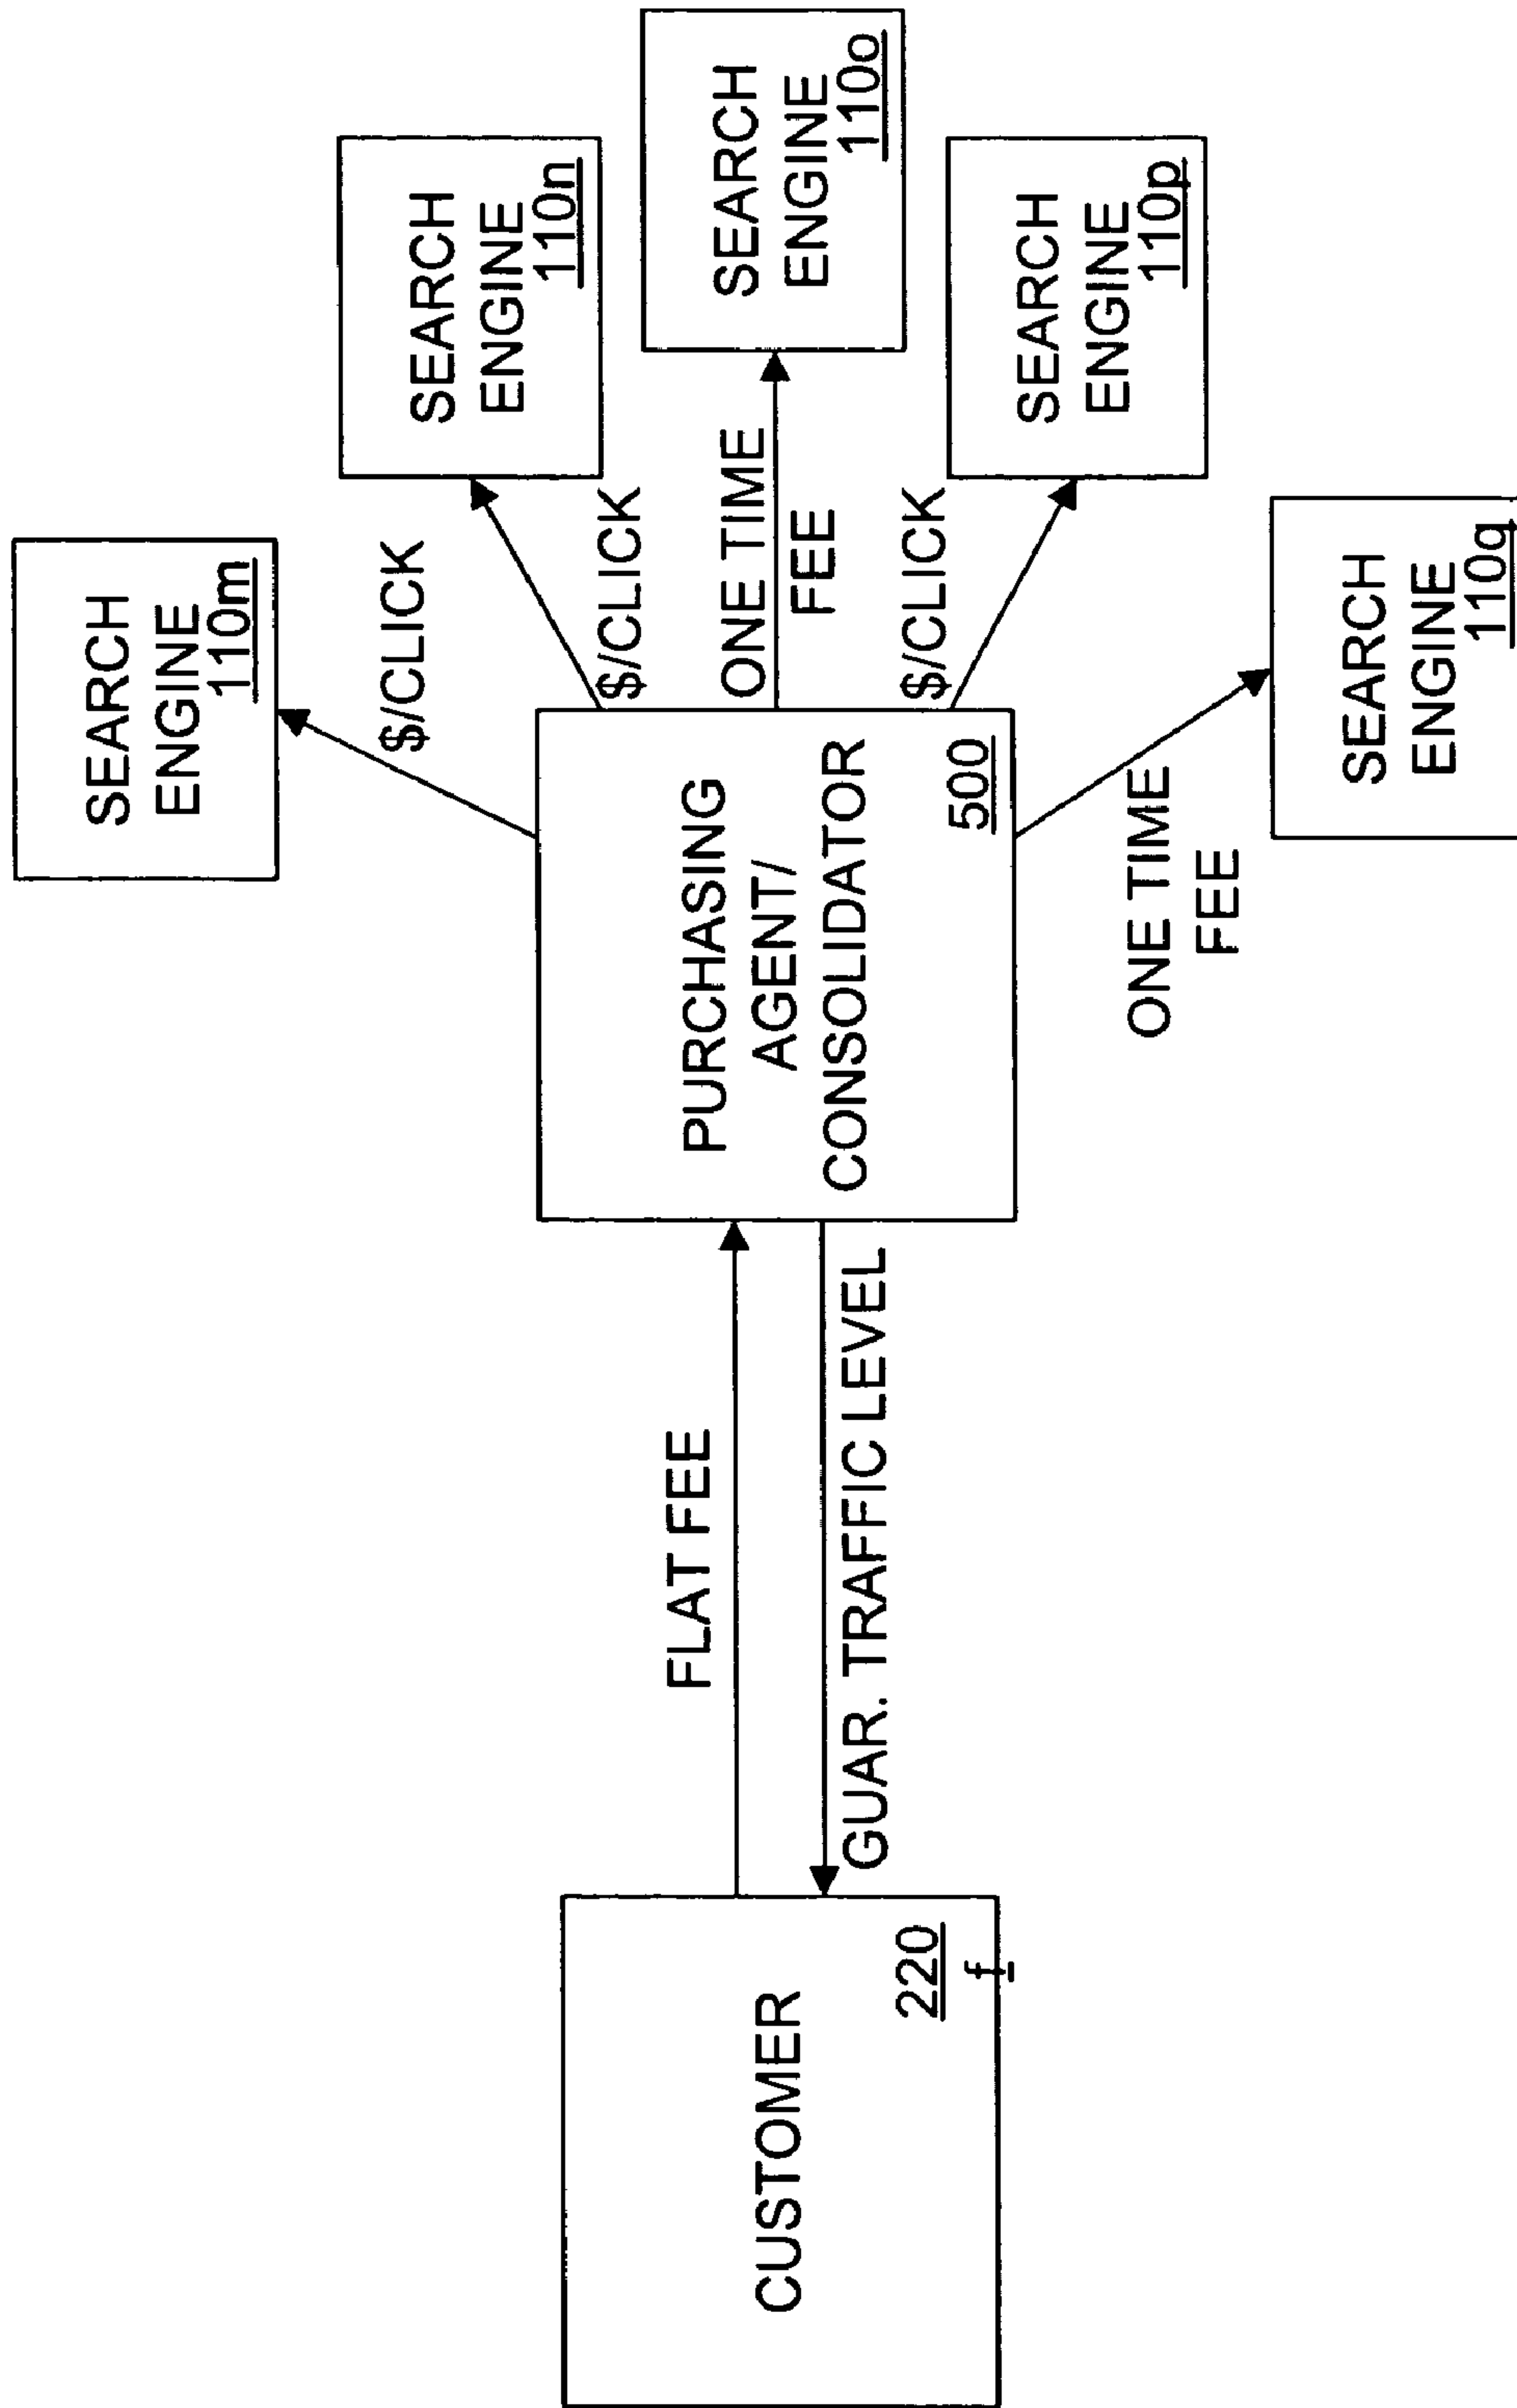 CUSTOMER
220
f
FLAT FEE
GUAR. TRAFFIC LEVEL
PURCHASING
AGENT/
CONSOLIDATOR
500
$/CLICK
SEARCH
ENGINE
110m
$/CLICK
SEARCH
ENGINE
110n
ONE TIME
FEE
SEARCH
ENGINE
110o
$/CLICK
SEARCH
ENGINE
110p
ONE TIME
FEE
SEARCH
ENGINE
110q